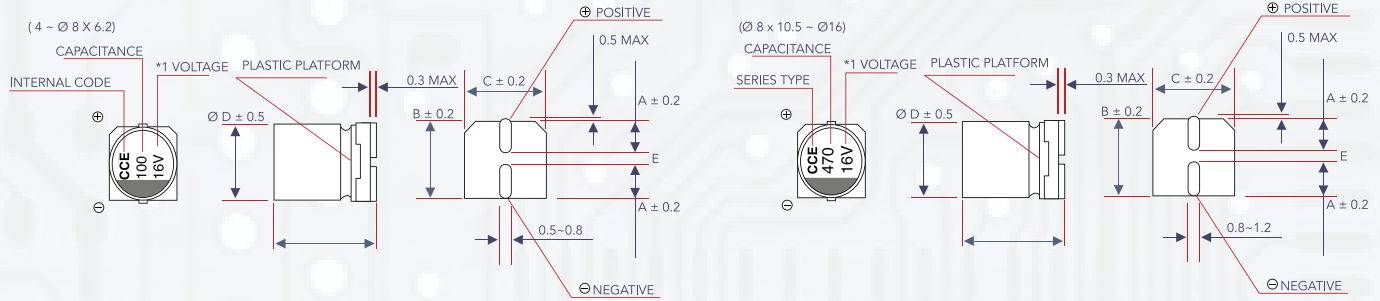 ( 4 ~ Ø 8 X 6.2)
CAPACITANCE
*1 VOLTAGE
INTERNAL CODE
PLASTIC PLATFORM
⊕
⊖
CCE
100
16V
Ø D ± 0.5
0.3 MAX
C ± 0.2
B ± 0.2
⊕ POSITIVE
0.5 MAX
A ± 0.2
E
A ± 0.2
0.5~0.8
⊖ NEGATIVE
(Ø 8 x 10.5 ~ Ø16)
CAPACITANCE
*1 VOLTAGE
SERIES TYPE
PLASTIC PLATFORM
⊕
⊖
CCE
470
16V
Ø D ± 0.5
0.3 MAX
C ± 0.2
B ± 0.2
⊕ POSITIVE
0.5 MAX
A ± 0.2
E
A ± 0.2
0.8~1.2
⊖ NEGATIVE